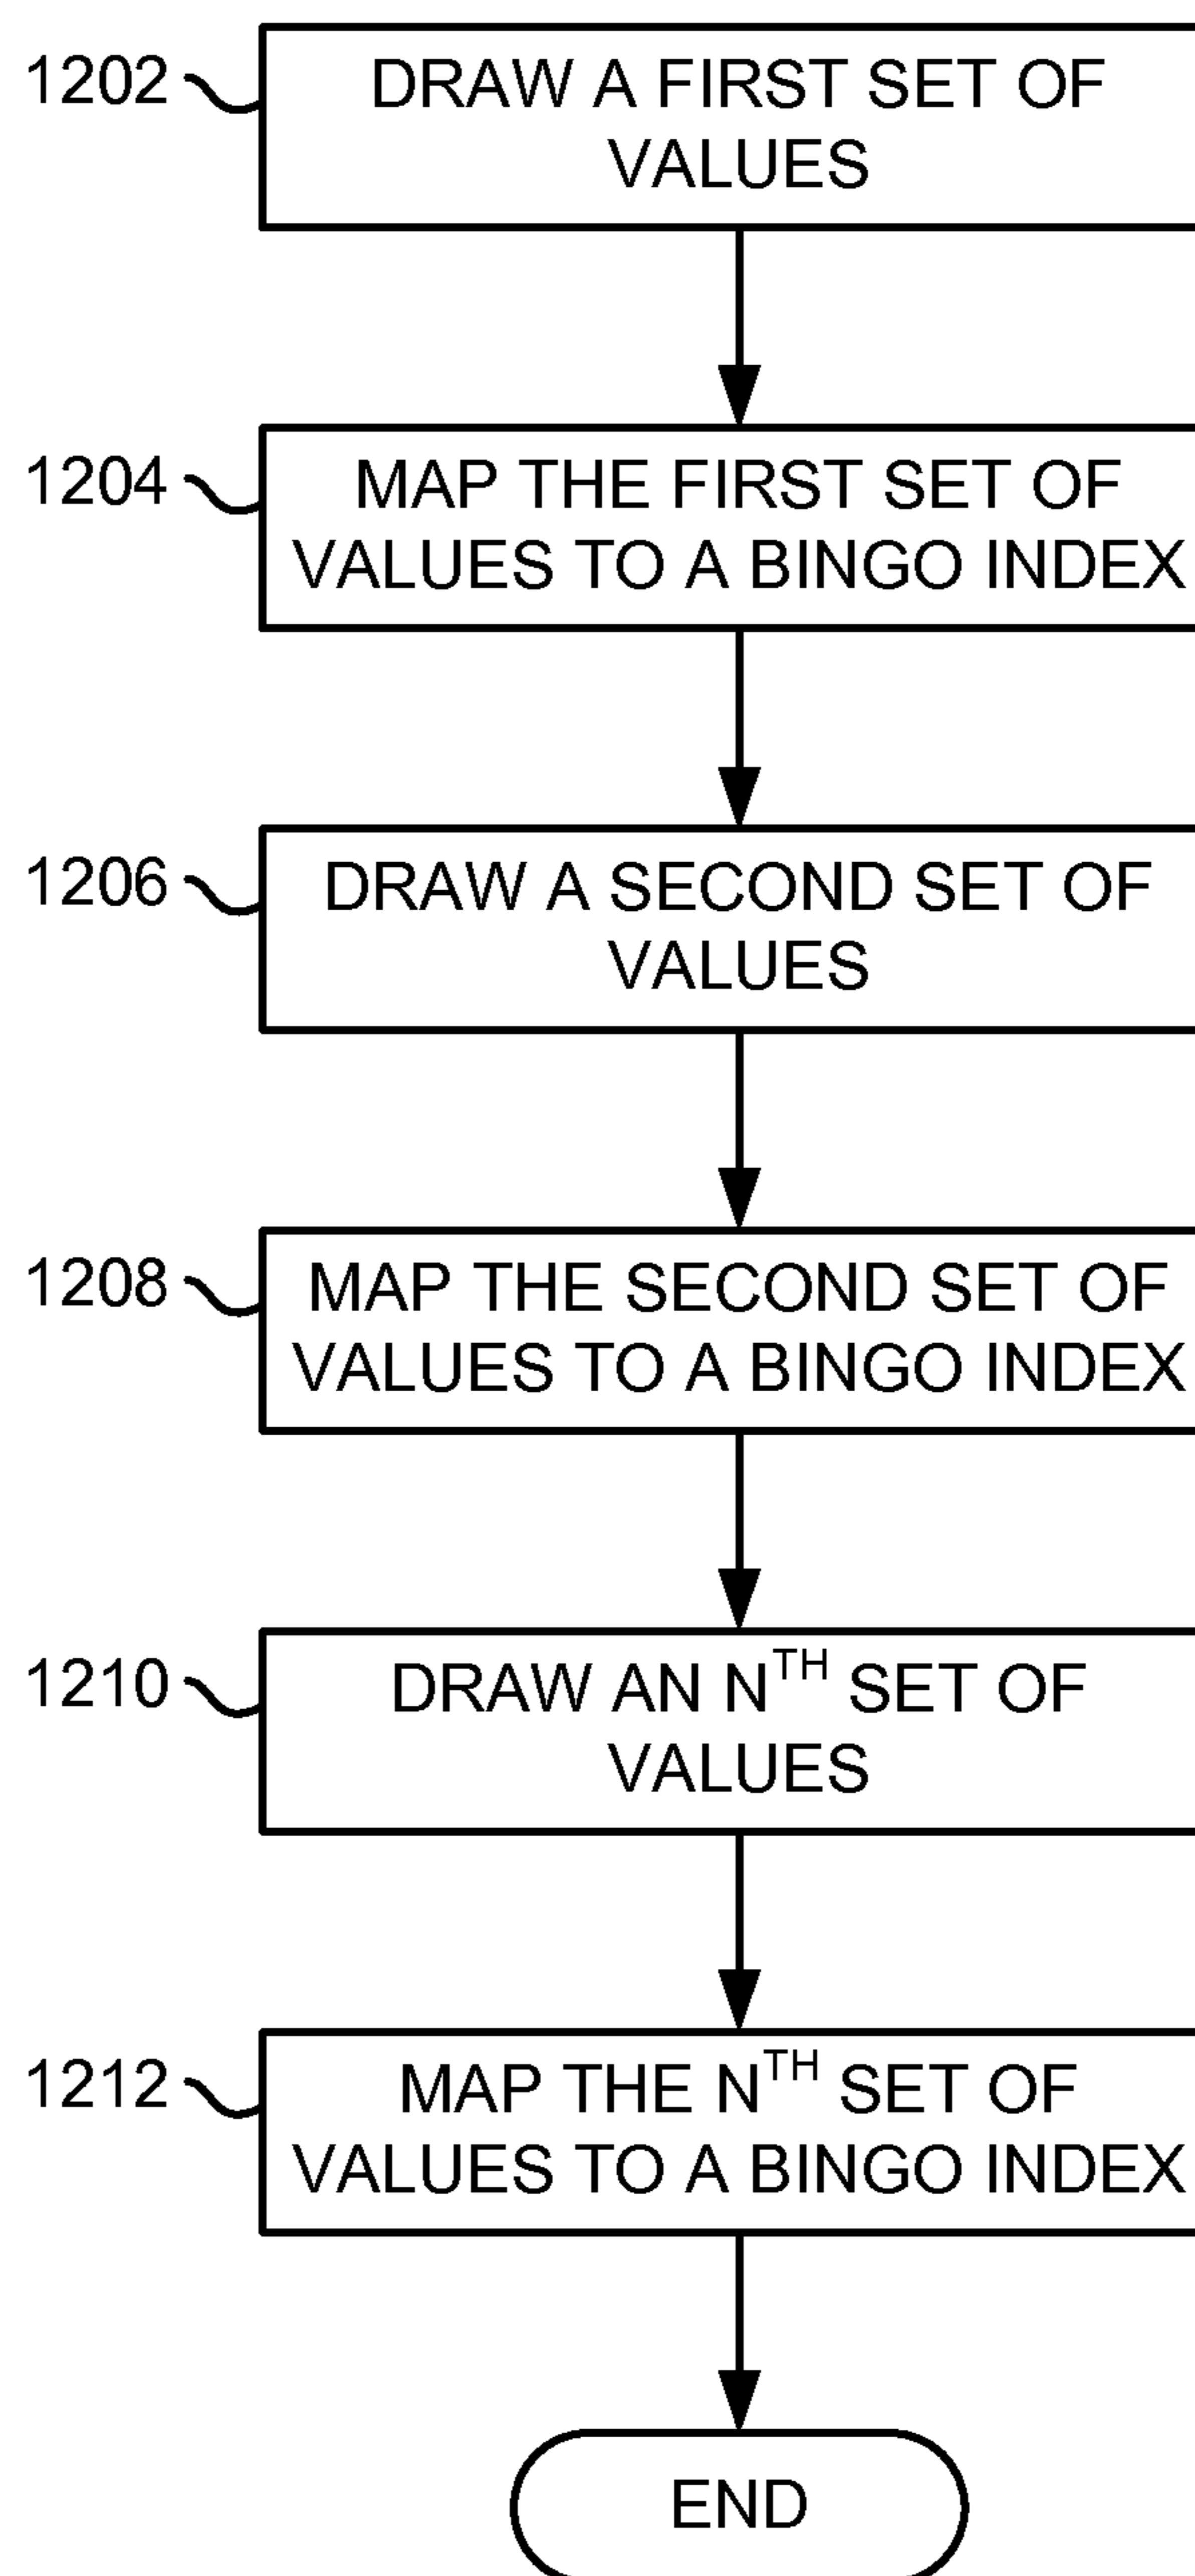 1202
DRAW A FIRST SET OF
VALUES
1204
MAP THE FIRST SET OF
VALUES TO A BINGO INDEX
1206
DRAW A SECOND SET OF
VALUES
1208
MAP THE SECOND SET OF
VALUES TO A BINGO INDEX
1210
DRAW AN NTH SET OF
VALUES
1212
MAP THE NTH SET OF
VALUES TO A BINGO INDEX
END